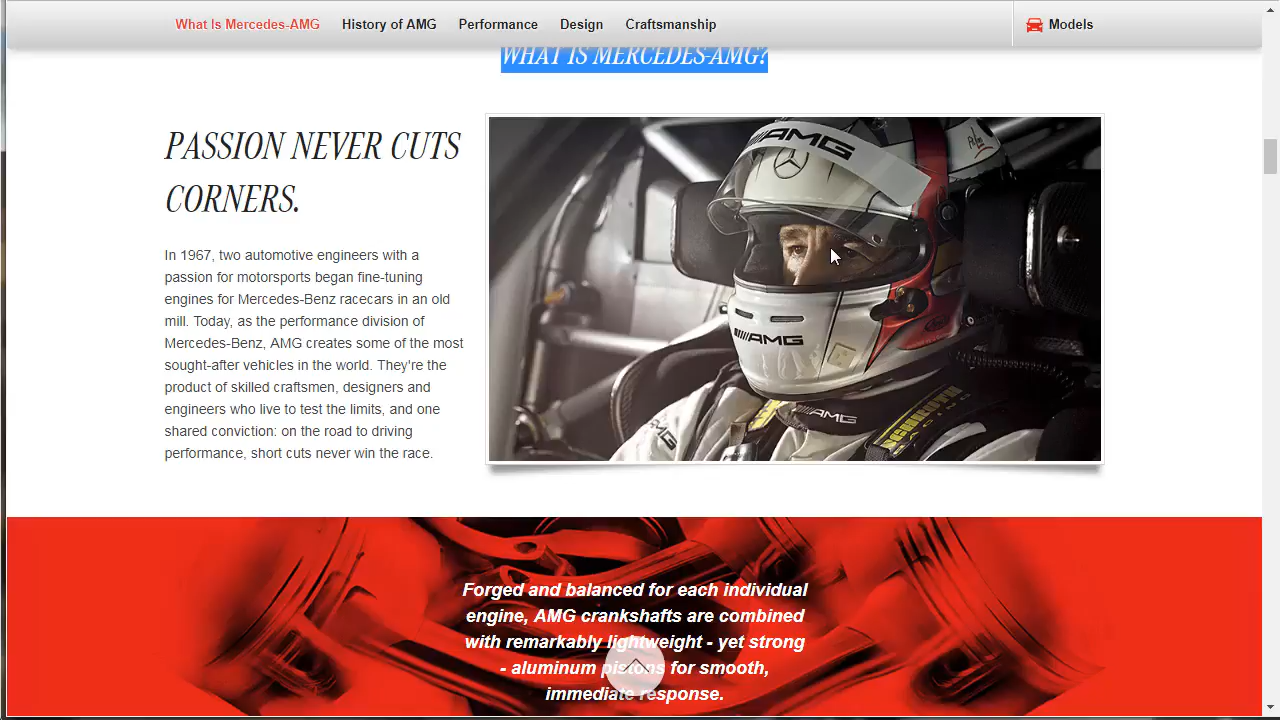 What Is Mercedes-AMG History of AMG Performance Design Craftsmanship Models
WHAT IS MERCEDES-AMG?
PASSION NEVER CUTS
CORNERS.
In 1967, two automotive engineers with a
passion for motorsports began fine-tuning
engines for Mercedes-Benz racecars in an old
mill. Today, as the performance division of
Mercedes-Benz, AMG creates some of the most
sought-after vehicles in the world. They're the
product of skilled craftsmen, designers and
engineers who live to test the limits, and one
shared conviction: on the road to driving
performance, short cuts never win the race.
AMG
AMG
AMG
AMG
SCHROTH
RACING
Forged and balanced for each individual
engine, AMG crankshafts are combined
with remarkably lightweight - yet strong
- aluminum pistons for smooth,
immediate response.